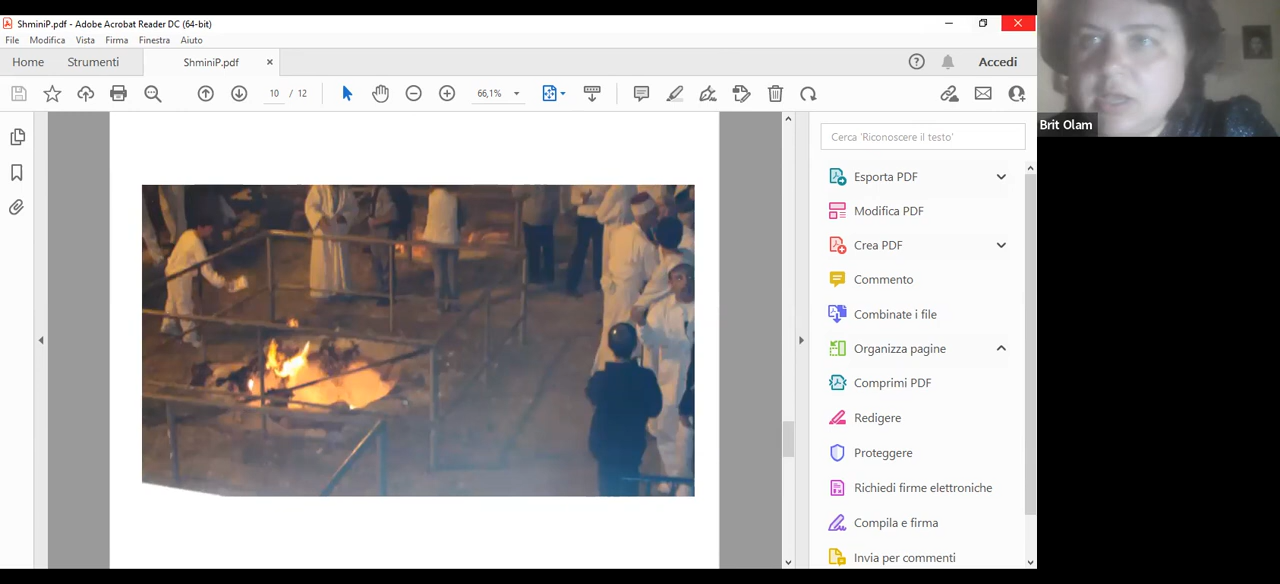 ShminiP.pdf - Adobe Acrobat Reader DC (64-bit)
File Modifica Vista Firma Finestra Aiuto
Home Strumenti ShminiP.pdf Accedi
10 / 12 66,1%
Cerca 'Riconoscere il testo'
Esporta PDF
Modifica PDF
Crea PDF
Commento
Combinate i file
Organizza pagine
Comprimi PDF
Redigere
Proteggere
Richiedi firme elettroniche
Compila e firma
Invia per commenti
Brit Olam